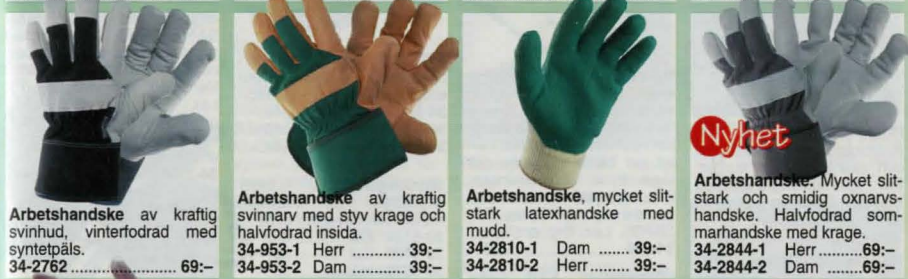 Arbetshandske av kraftig
svinhud, vinterfodrad med
syntetpäls.
34-2762 .......................... 69:–
Arbetshandske av kraftig
svinnarv med styv krage och
halvfodrad insida.
34-953-1 Herr ............ 39:–
34-953-2 Dam ............ 39:–
Arbetshandske, mycket slit-
stark latexhandske med
mudd.
34-2810-1 Dam ......... 39:–
34-2810-2 Herr ......... 39:–
Nyhet
Arbetshandske. Mycket slit-
stark och smidig oxnarvs-
handske. Halvfodrad som-
marhandske med krage.
34-2844-1 Herr ......... 69:–
34-2844-2 Dam ......... 69:–